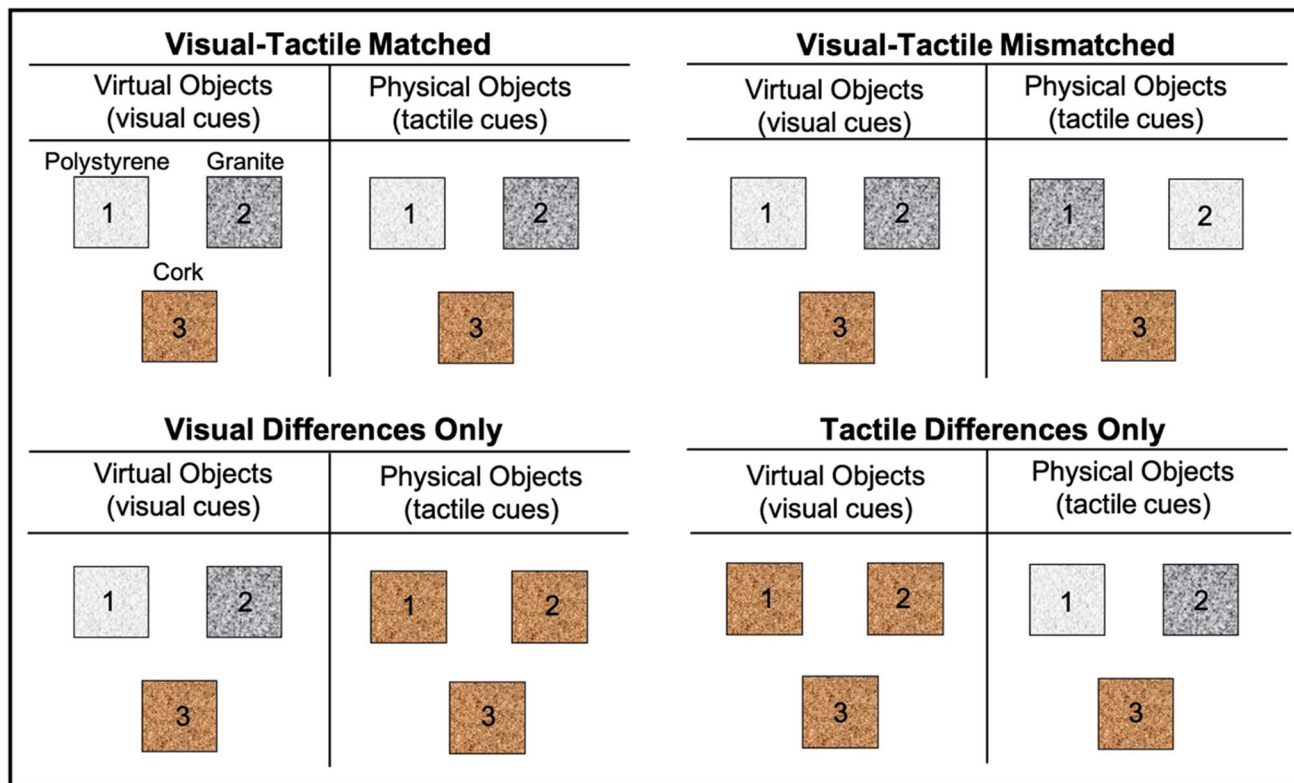 Visual-Tactile Matched
Virtual Objects
(visual cues)
Physical Objects
(tactile cues)
Polystyrene
Granite
1
2
Cork
3
1
2
3
Visual-Tactile Mismatched
Virtual Objects
(visual cues)
Physical Objects
(tactile cues)
1
2
3
1
2
3
Visual Differences Only
Virtual Objects
(visual cues)
Physical Objects
(tactile cues)
1
2
3
1
2
3
Tactile Differences Only
Virtual Objects
(visual cues)
Physical Objects
(tactile cues)
1
2
3
1
2
3